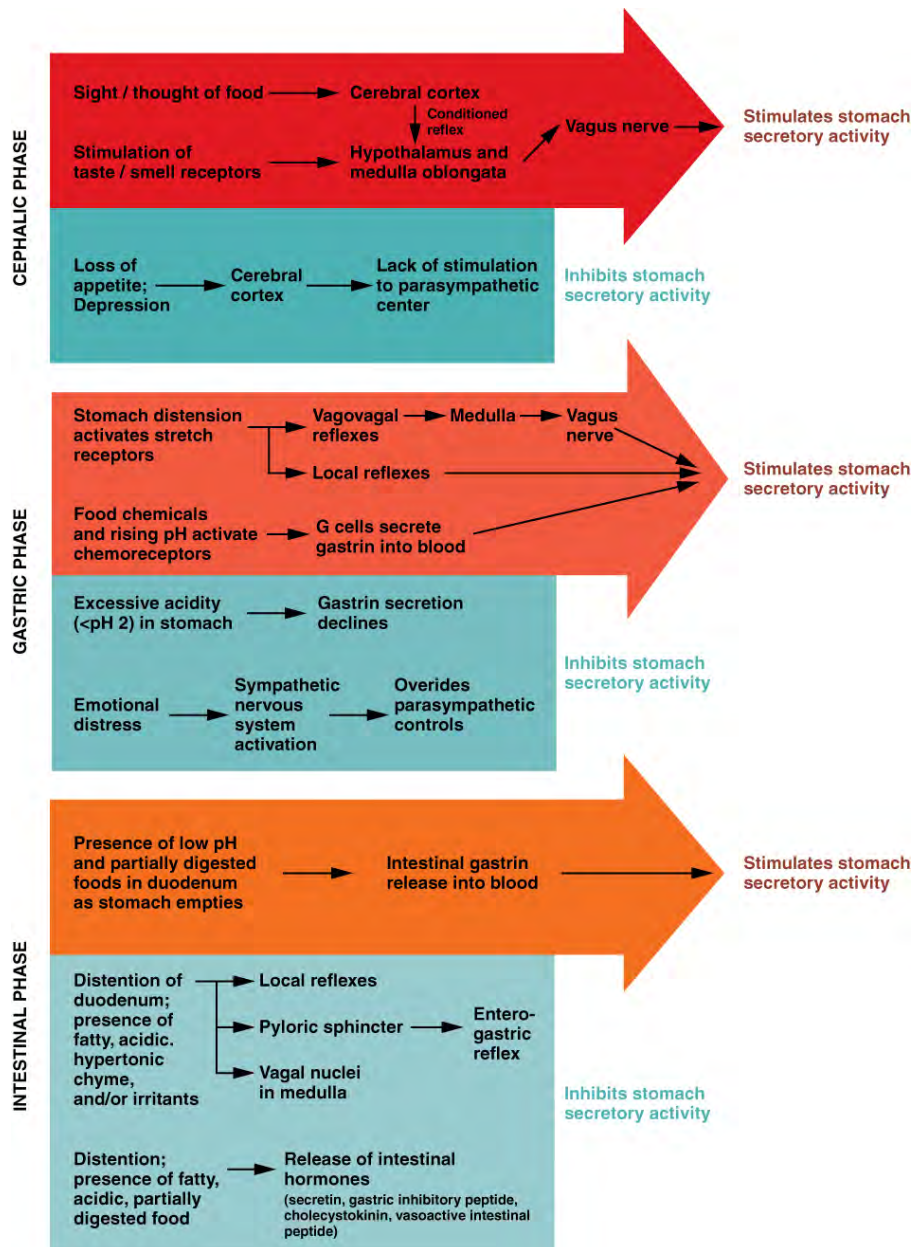 CEPHALIC PHASE
Sight / thought of food
Cerebral cortex
Conditioned
reflex
Vagus nerve
Stimulates stomach
secretory activity
Stimulation of
taste / smell receptors
Hypothalamus and
medulla oblongata
Loss of
appetite;
Depression
Cerebral
cortex
Lack of stimulation
to parasympathetic
center
Inhibits stomach
secretory activity
GASTRIC PHASE
Stomach distension
activates stretch
receptors
Vagovagal
reflexes
Medulla
Vagus
nerve
Local reflexes
Stimulates stomach
secretory activity
Food chemicals
and rising pH activate
chemoreceptors
G cells secrete
gastrin into blood
Excessive acidity
(<pH 2) in stomach
Gastrin secretion
declines
Emotional
distress
Sympathetic
nervous
system
activation
Overides
parasympathetic
controls
Inhibits stomach
secretory activity
INTESTINAL PHASE
Presence of low pH
and partially digested
foods in duodenum
as stomach empties
Intestinal gastrin
release into blood
Stimulates stomach
secretory activity
Distention of
duodenum;
presence of
fatty, acidic.
hypertonic
chyme,
and/or irritants
Local reflexes
Pyloric sphincter
Entero-
gastric
reflex
Vagal nuclei
in medulla
Inhibits stomach
secretory activity
Distention;
presence of fatty,
acidic, partially
digested food
Release of intestinal
hormones
(secretin, gastric inhibitory peptide,
cholecystokinin, vasoactive intestinal
peptide)